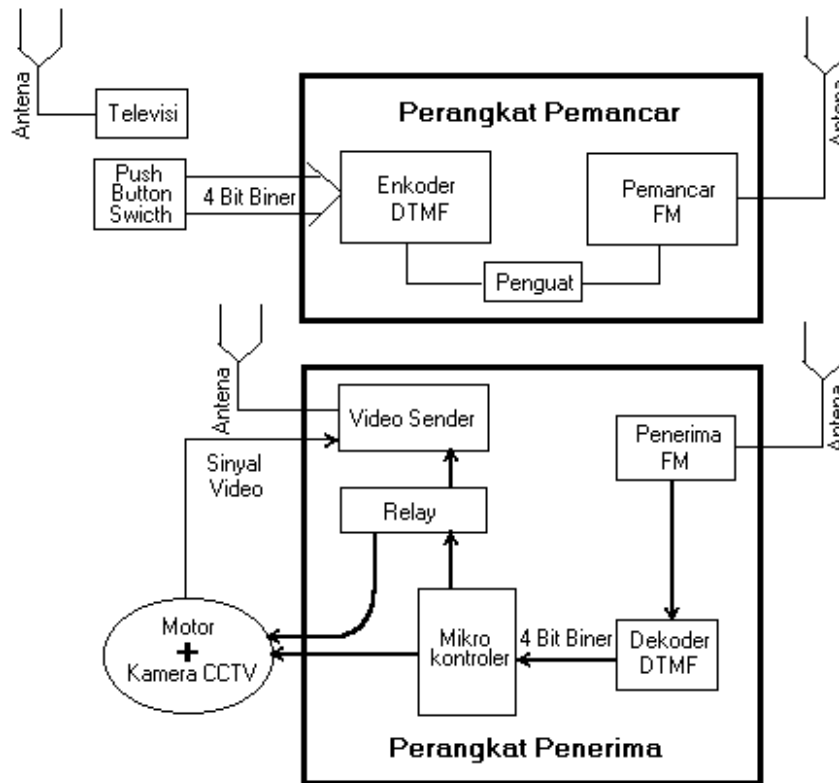 Antena
Televisi
Push
Button
Swicth
4 Bit Biner
Perangkat Pemancar
Enkoder
DTMF
Pemancar
FM
Penguat
Antena
Antena
Video Sender
Sinyal
Video
Relay
Penerima
FM
Antena
Motor
+
Kamera CCTV
Mikro
kontroler
4 Bit Biner
Dekoder
DTMF
Perangkat Penerima